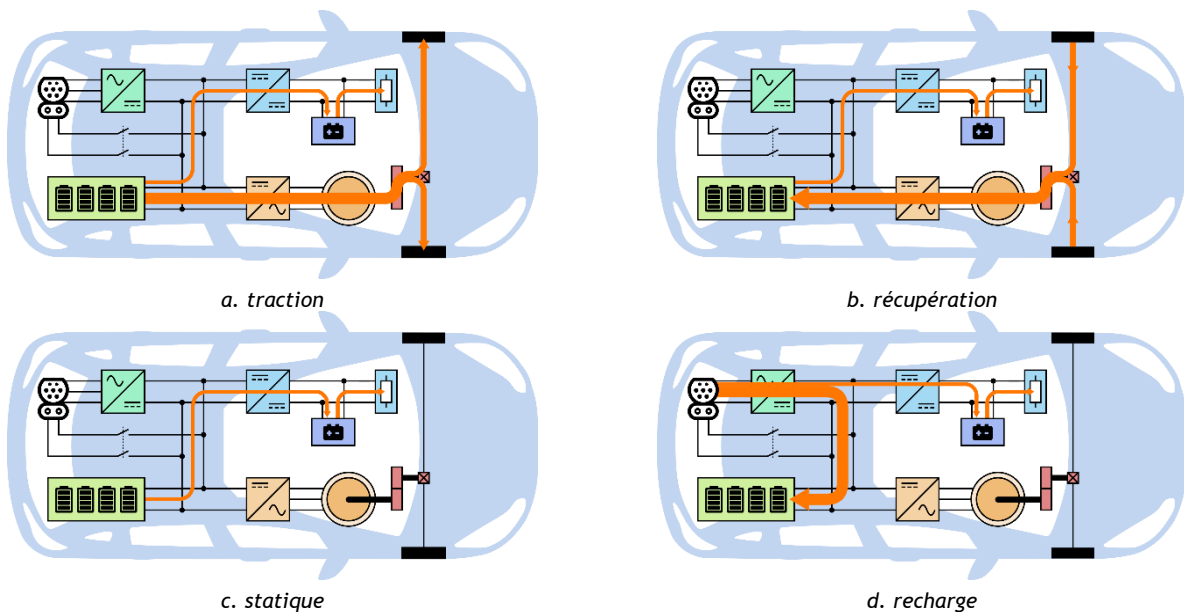 a. traction
b. récupération
c. statique
d. recharge